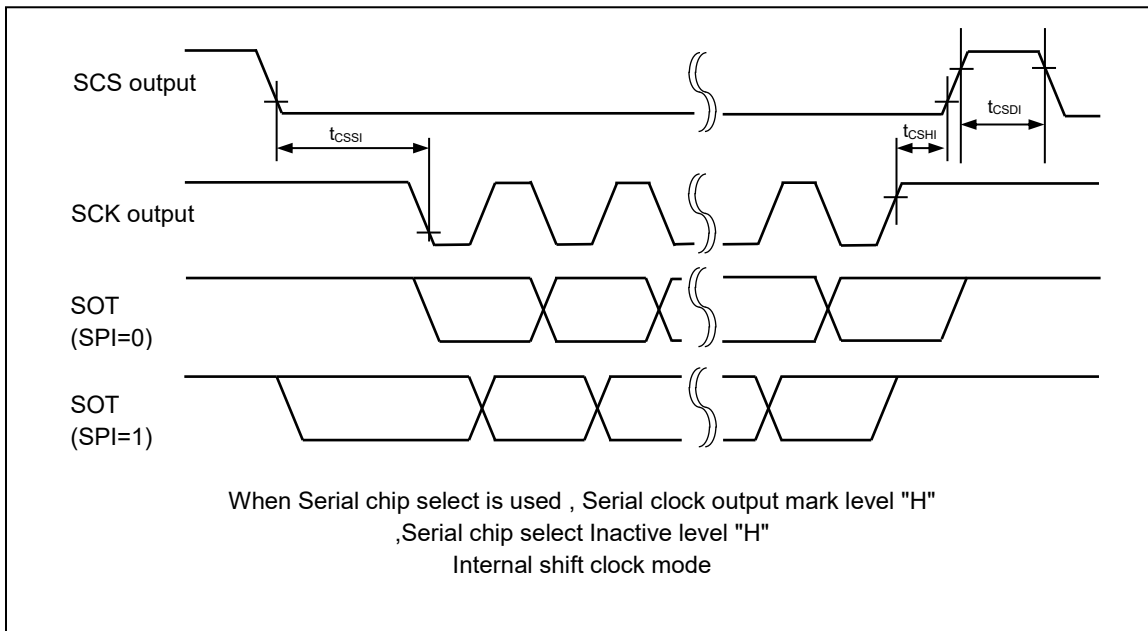 SCS output
tCSSI
tCSHI
tCSDI
SCK output
SOT
(SPI=0)
SOT
(SPI=1)
When Serial chip select is used , Serial clock output mark level "H"
,Serial chip select Inactive level "H"
Internal shift clock mode